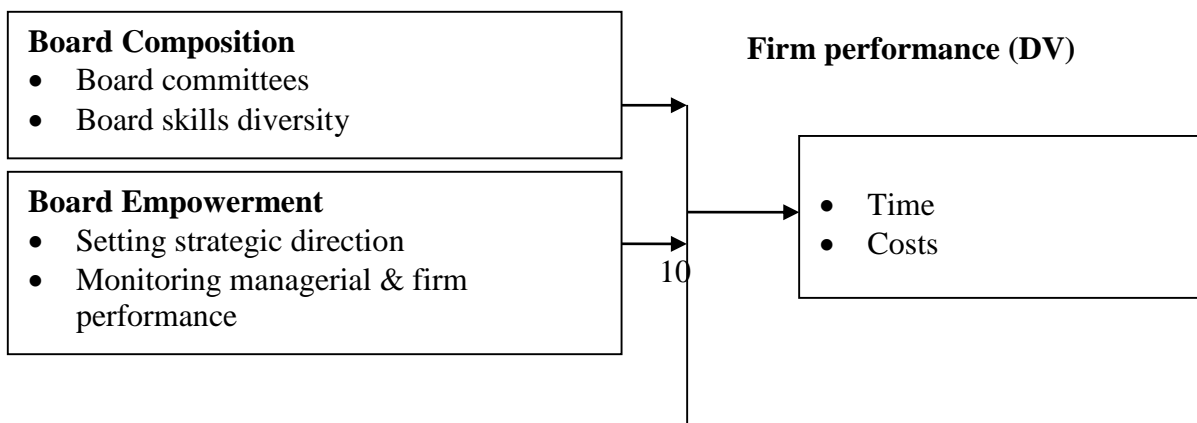 Board Composition
• Board committees
• Board skills diversity
Firm performance (DV)
Board Empowerment
• Setting strategic direction
• Monitoring managerial & firm
performance
10
• Time
• Costs